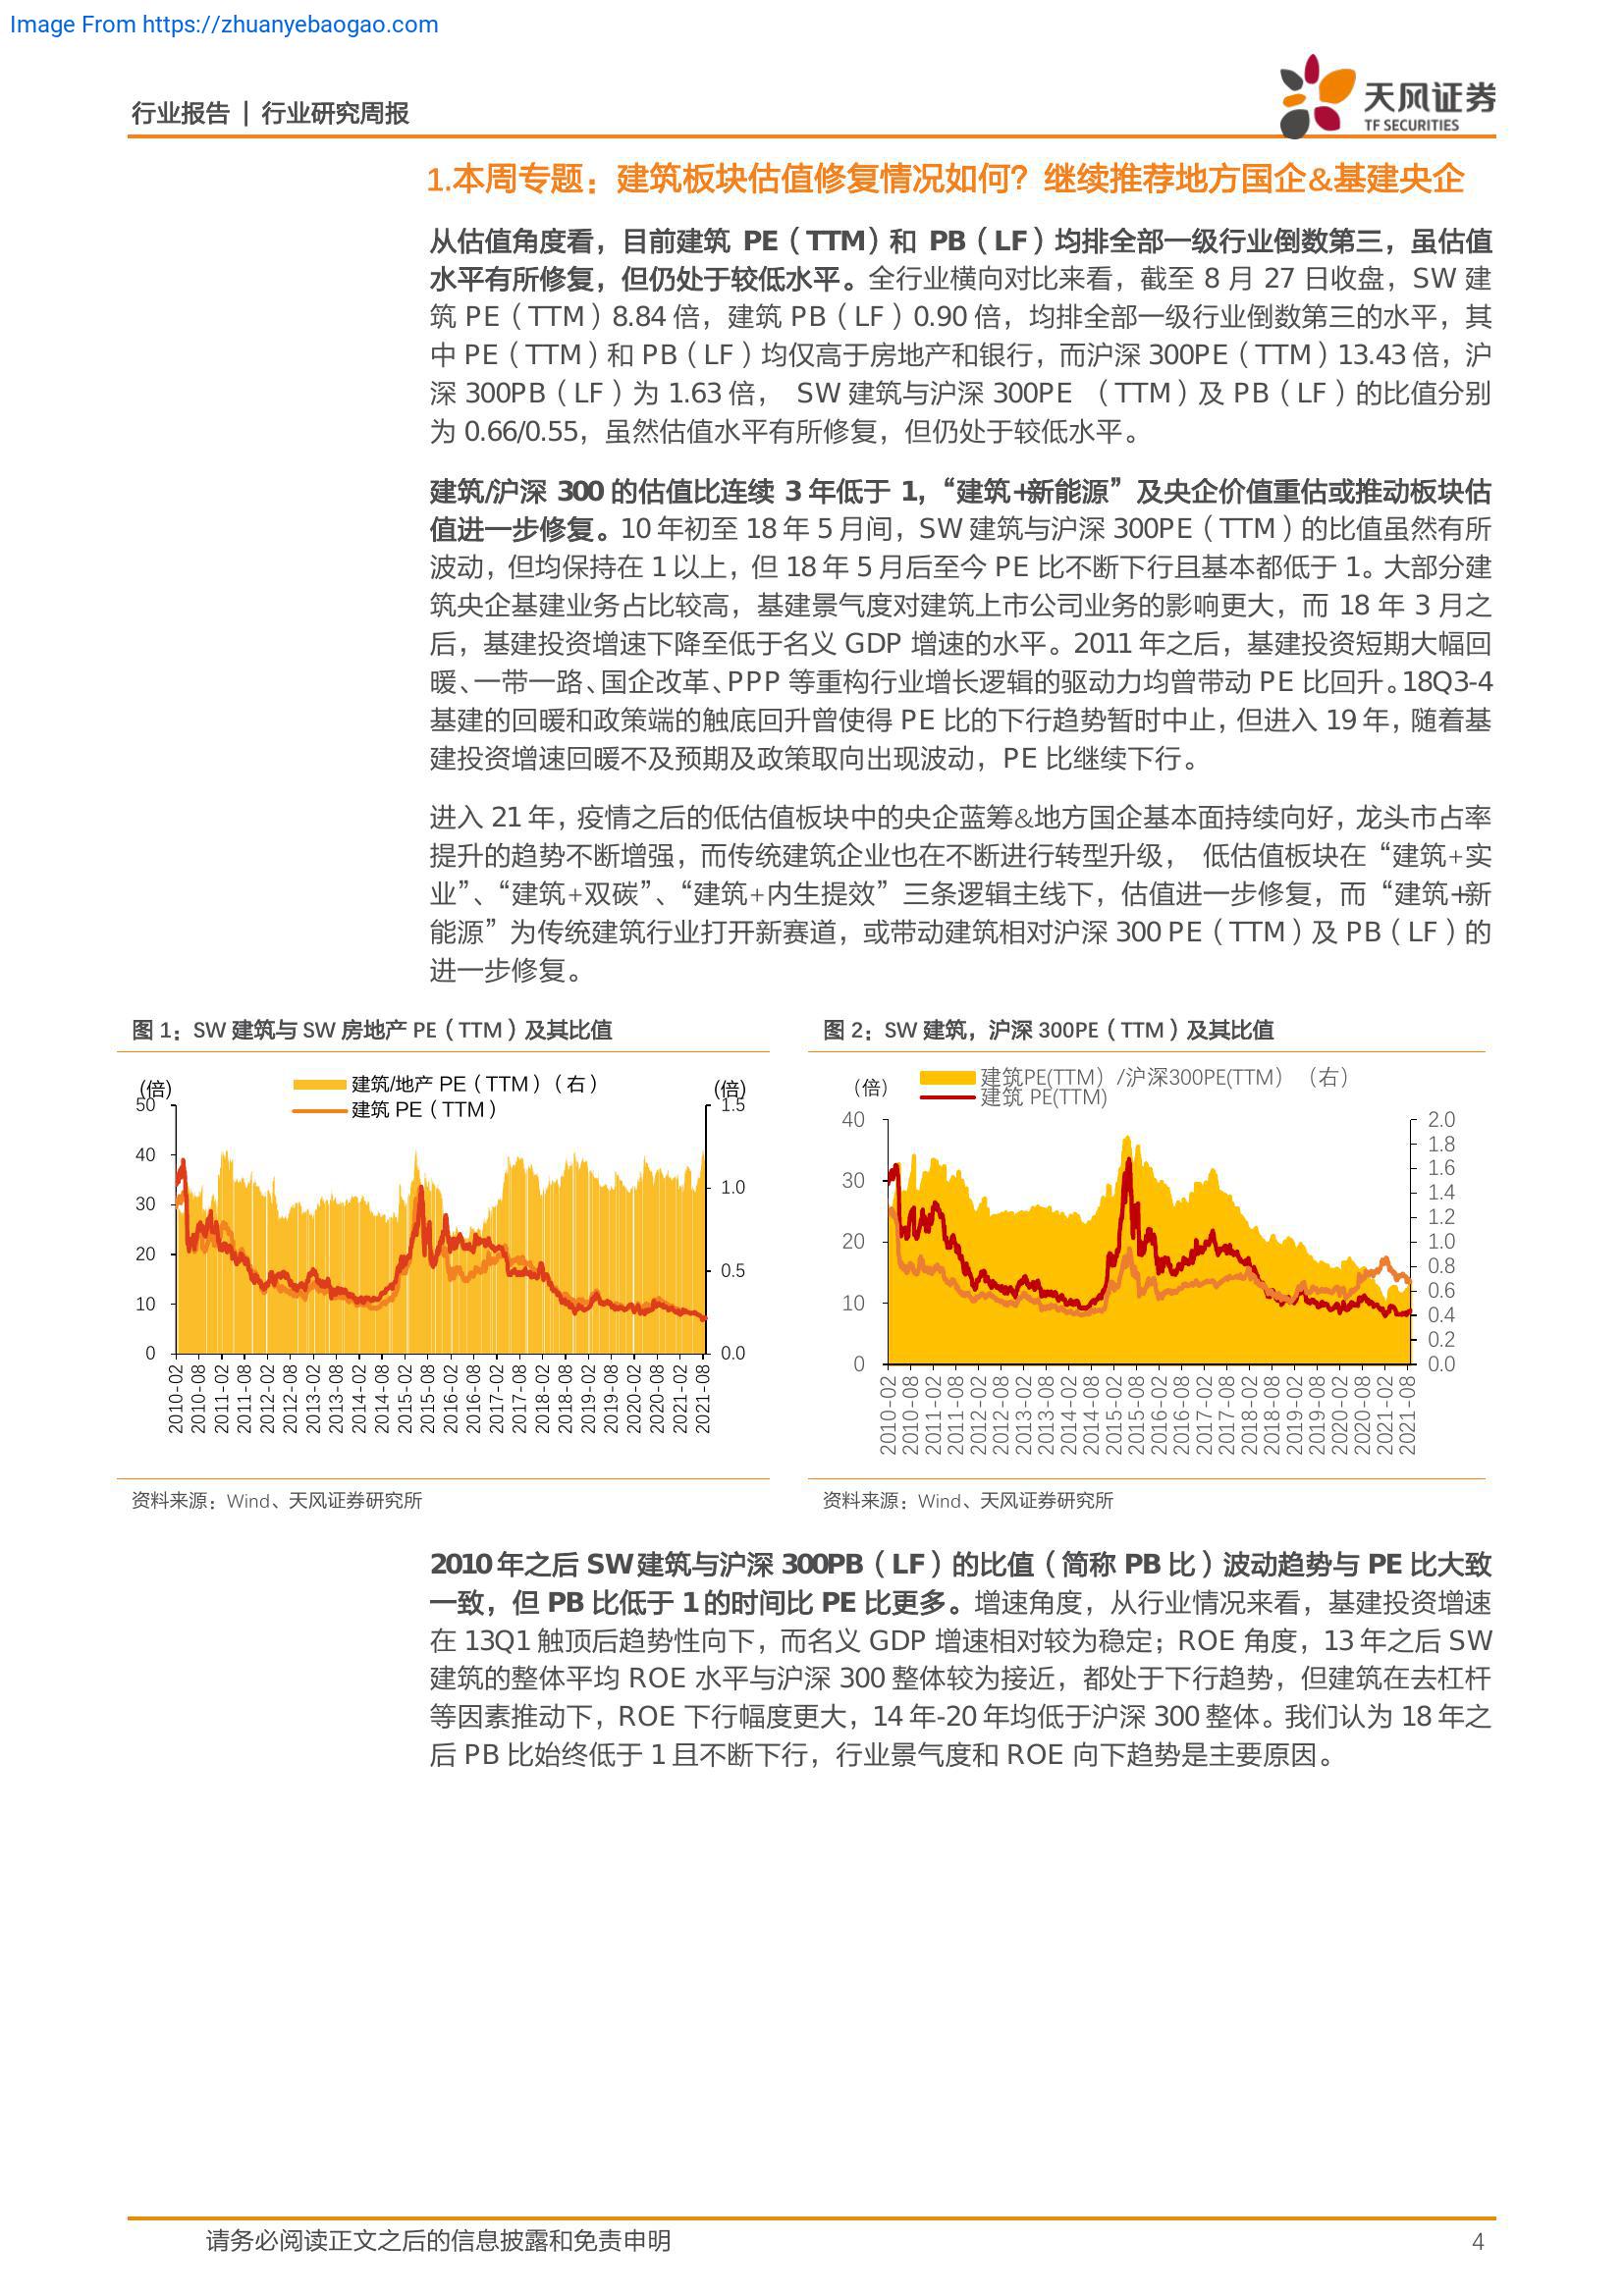 Image From https://zhuanyebaogao.com
行业报告 | 行业研究周报
天风证券
TF SECURITIES
1.本周专题：建筑板块估值修复情况如何？继续推荐地方国企&基建央企
从估值角度看，目前建筑 PE（TTM）和 PB（LF）均排全部一级行业倒数第三，虽估值
水平有所修复，但仍处于较低水平。全行业横向对比来看，截至 8 月 27 日收盘，SW 建
筑 PE（TTM）8.84 倍，建筑 PB（LF）0.90 倍，均排全部一级行业倒数第三的水平，其
中 PE（TTM）和 PB（LF）均仅高于房地产和银行，而沪深 300PE（TTM）13.43 倍，沪
深 300PB（LF）为 1.63 倍， SW 建筑与沪深 300PE （TTM）及 PB（LF）的比值分别
为 0.66/0.55，虽然估值水平有所修复，但仍处于较低水平。
建筑/沪深 300 的估值比连续 3 年低于 1，“建筑+新能源”及央企价值重估或推动板块估
值进一步修复。10 年初至 18 年 5 月间，SW 建筑与沪深 300PE（TTM）的比值虽然有所
波动，但均保持在 1 以上，但 18 年 5 月后至今 PE 比不断下行且基本都低于 1。大部分建
筑央企基建业务占比较高，基建景气度对建筑上市公司业务的影响更大，而 18 年 3 月之
后，基建投资增速下降至低于名义 GDP 增速的水平。2011 年之后，基建投资短期大幅回
暖、一带一路、国企改革、PPP 等重构行业增长逻辑的驱动力均曾带动 PE 比回升。18Q3-4
基建的回暖和政策端的触底回升曾使得 PE 比的下行趋势暂时中止，但进入 19 年，随着基
建投资增速回暖不及预期及政策取向出现波动，PE 比继续下行。
进入 21 年，疫情之后的低估值板块中的央企蓝筹&地方国企基本面持续向好，龙头市占率
提升的趋势不断增强，而传统建筑企业也在不断进行转型升级， 低估值板块在“建筑+实
业”、“建筑+双碳”、“建筑+内生提效”三条逻辑主线下，估值进一步修复，而“建筑+新
能源”为传统建筑行业打开新赛道，或带动建筑相对沪深 300 PE（TTM）及 PB（LF）的
进一步修复。
图 1：SW 建筑与 SW 房地产 PE（TTM）及其比值
(倍)
建筑/地产 PE（TTM）（右）
建筑 PE（TTM）
(倍)
50
40
30
20
10
0
1.5
1.0
0.5
0.0
2010-02
2010-08
2011-02
2011-08
2012-02
2012-08
2013-02
2013-08
2014-02
2014-08
2015-02
2015-08
2016-02
2016-08
2017-02
2017-08
2018-02
2018-08
2019-02
2019-08
2020-02
2020-08
2021-02
2021-08
资料来源：Wind、天风证券研究所
图 2：SW 建筑，沪深 300PE（TTM）及其比值
（倍）
建筑PE(TTM）/沪深300PE(TTM）（右）
建筑 PE(TTM)
40
30
20
10
0
2.0
1.8
1.6
1.4
1.2
1.0
0.8
0.6
0.4
0.2
0.0
2010-02
2010-08
2011-02
2011-08
2012-02
2012-08
2013-02
2013-08
2014-02
2014-08
2015-02
2015-08
2016-02
2016-08
2017-02
2017-08
2018-02
2018-08
2019-02
2019-08
2020-02
2020-08
2021-02
2021-08
资料来源：Wind、天风证券研究所
2010 年之后 SW 建筑与沪深 300PB（LF）的比值（简称 PB 比）波动趋势与 PE 比大致
一致，但 PB 比低于 1 的时间比 PE 比更多。增速角度，从行业情况来看，基建投资增速
在 13Q1 触顶后趋势性向下，而名义 GDP 增速相对较为稳定；ROE 角度，13 年之后 SW
建筑的整体平均 ROE 水平与沪深 300 整体较为接近，都处于下行趋势，但建筑在去杠杆
等因素推动下，ROE 下行幅度更大，14 年-20 年均低于沪深 300 整体。我们认为 18 年之
后 PB 比始终低于 1 且不断下行，行业景气度和 ROE 向下趋势是主要原因。
请务必阅读正文之后的信息披露和免责申明
4